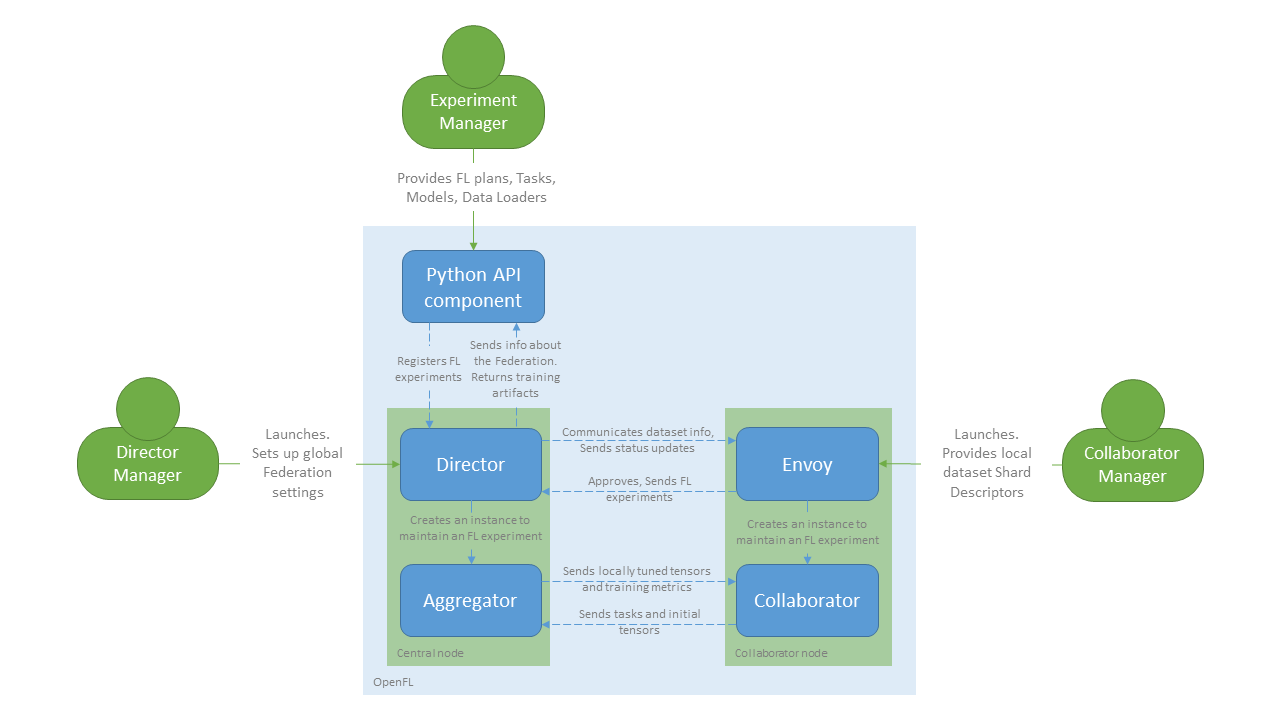 Experiment
Manager
Provides FL plans, Tasks,
Models, Data Loaders
Python API
component
Registers FL
experiments
Sends info about
the Federation.
Returns training
artifacts
Director
Manager
Launches.
Sets up global
Federation
settings
Director
Communicates dataset info,
Sends status updates
Approves, Sends FL
experiments
Envoy
Launches.
Provides local
dataset Shard
Descriptors
Collaborator
Manager
Creates an instance to
maintain an FL experiment
Creates an instance to
maintain an FL experiment
Aggregator
Sends locally tuned tensors
and training metrics
Sends tasks and initial
tensors
Collaborator
Central node
Collaborator node
OpenFL